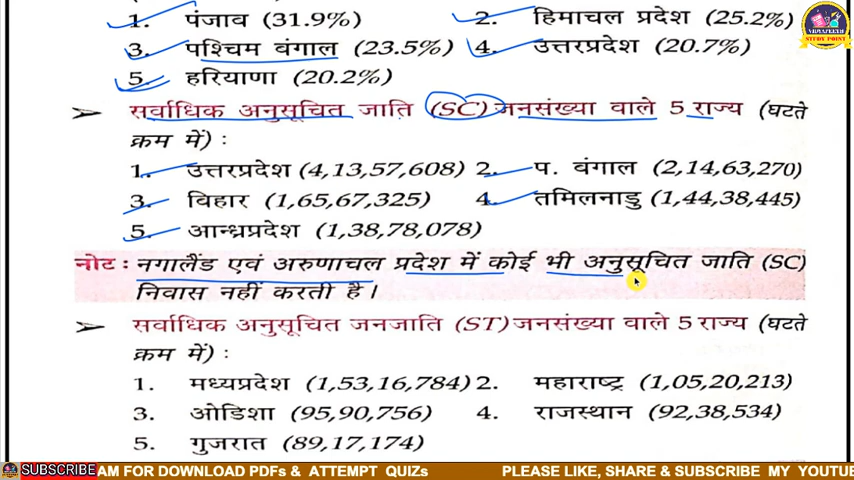 1. पंजाब (31.9%) 2. हिमाचल प्रदेश (25.2%)
3. पश्चिम बंगाल (23.5%) 4. उत्तरप्रदेश (20.7%)
5. हरियाणा (20.2%)
➤ सर्वाधिक अनुसूचित जाति (SC) जनसंख्या वाले 5 राज्य (घटते
क्रम में) :
1. उत्तरप्रदेश (4,13,57,608) 2. प. बंगाल (2,14,63,270)
3. बिहार (1,65,67,325) 4. तमिलनाडु (1,44,38,445)
5. आन्ध्रप्रदेश (1,38,78,078)
नोट : नगालैंड एवं अरुणाचल प्रदेश में कोई भी अनुसूचित जाति (SC)
निवास नहीं करती है।
➤ सर्वाधिक अनुसूचित जनजाति (ST) जनसंख्या वाले 5 राज्य (घटते
क्रम में) :
1. मध्यप्रदेश (1,53,16,784) 2. महाराष्ट्र (1,05,20,213)
3. ओडिशा (95,90,756) 4. राजस्थान (92,38,534)
5. गुजरात (89,17,174)
VIDYAPEETH
STUDY POINT
SUBSCRIBE AM FOR DOWNLOAD PDFs & ATTEMPT QUIZs PLEASE LIKE, SHARE & SUBSCRIBE MY YOUTUB